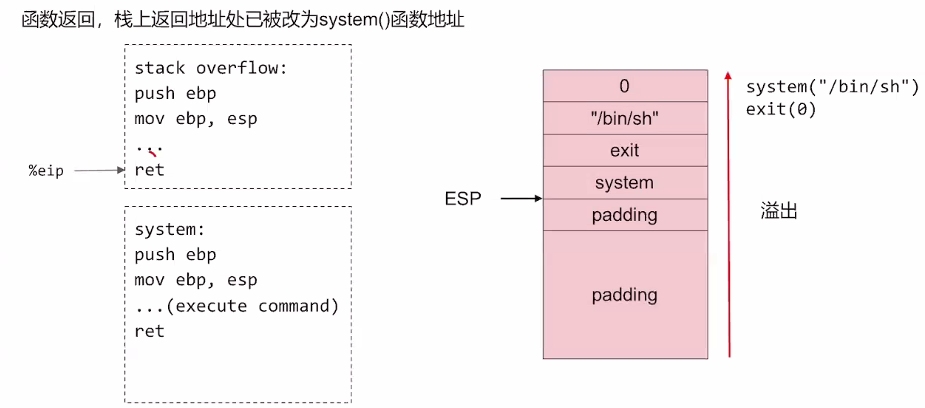 函数返回，栈上返回地址处已被改为system()函数地址
stack overflow:
push ebp
mov ebp, esp
...
ret
%eip
system:
push ebp
mov ebp, esp
...(execute command)
ret
ESP
0
"/bin/sh"
exit
system
padding
padding
system("/bin/sh")
exit(0)
溢出